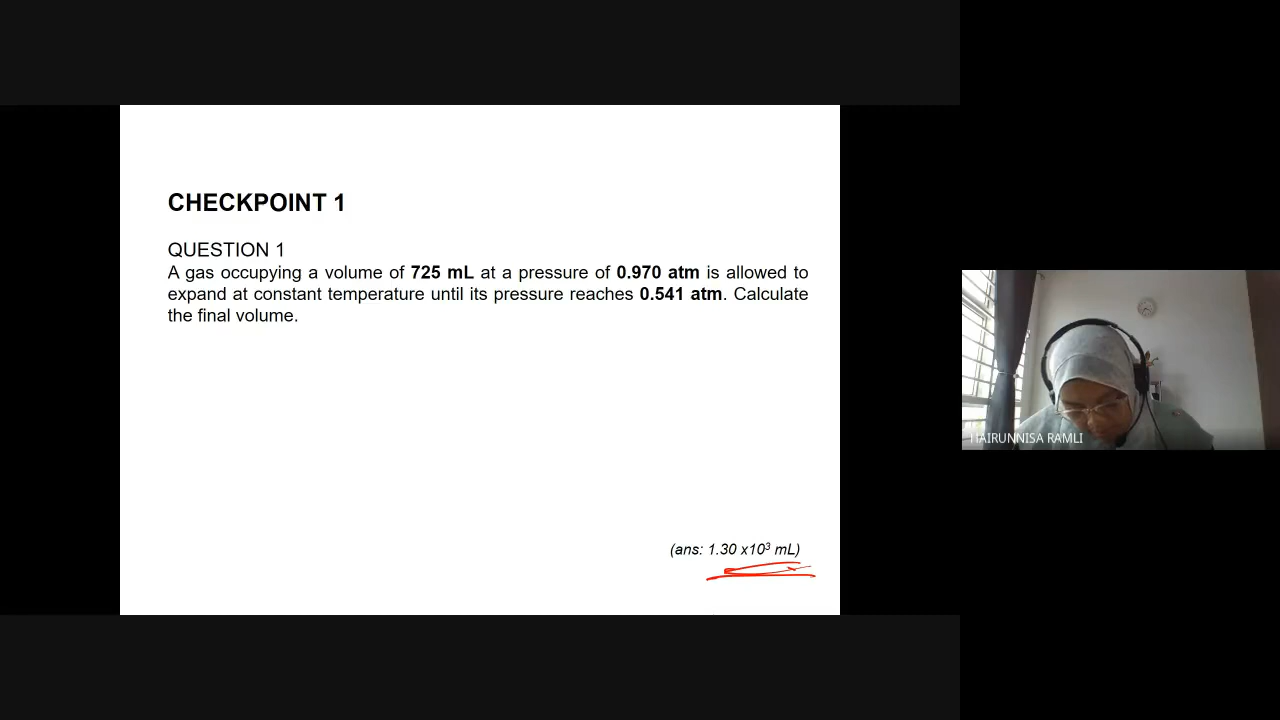 CHECKPOINT 1
QUESTION 1
A gas occupying a volume of 725 mL at a pressure of 0.970 atm is allowed to
expand at constant temperature until its pressure reaches 0.541 atm. Calculate
the final volume.
(ans: 1.30 x10³ mL)
HAIRUNNISA RAMLI